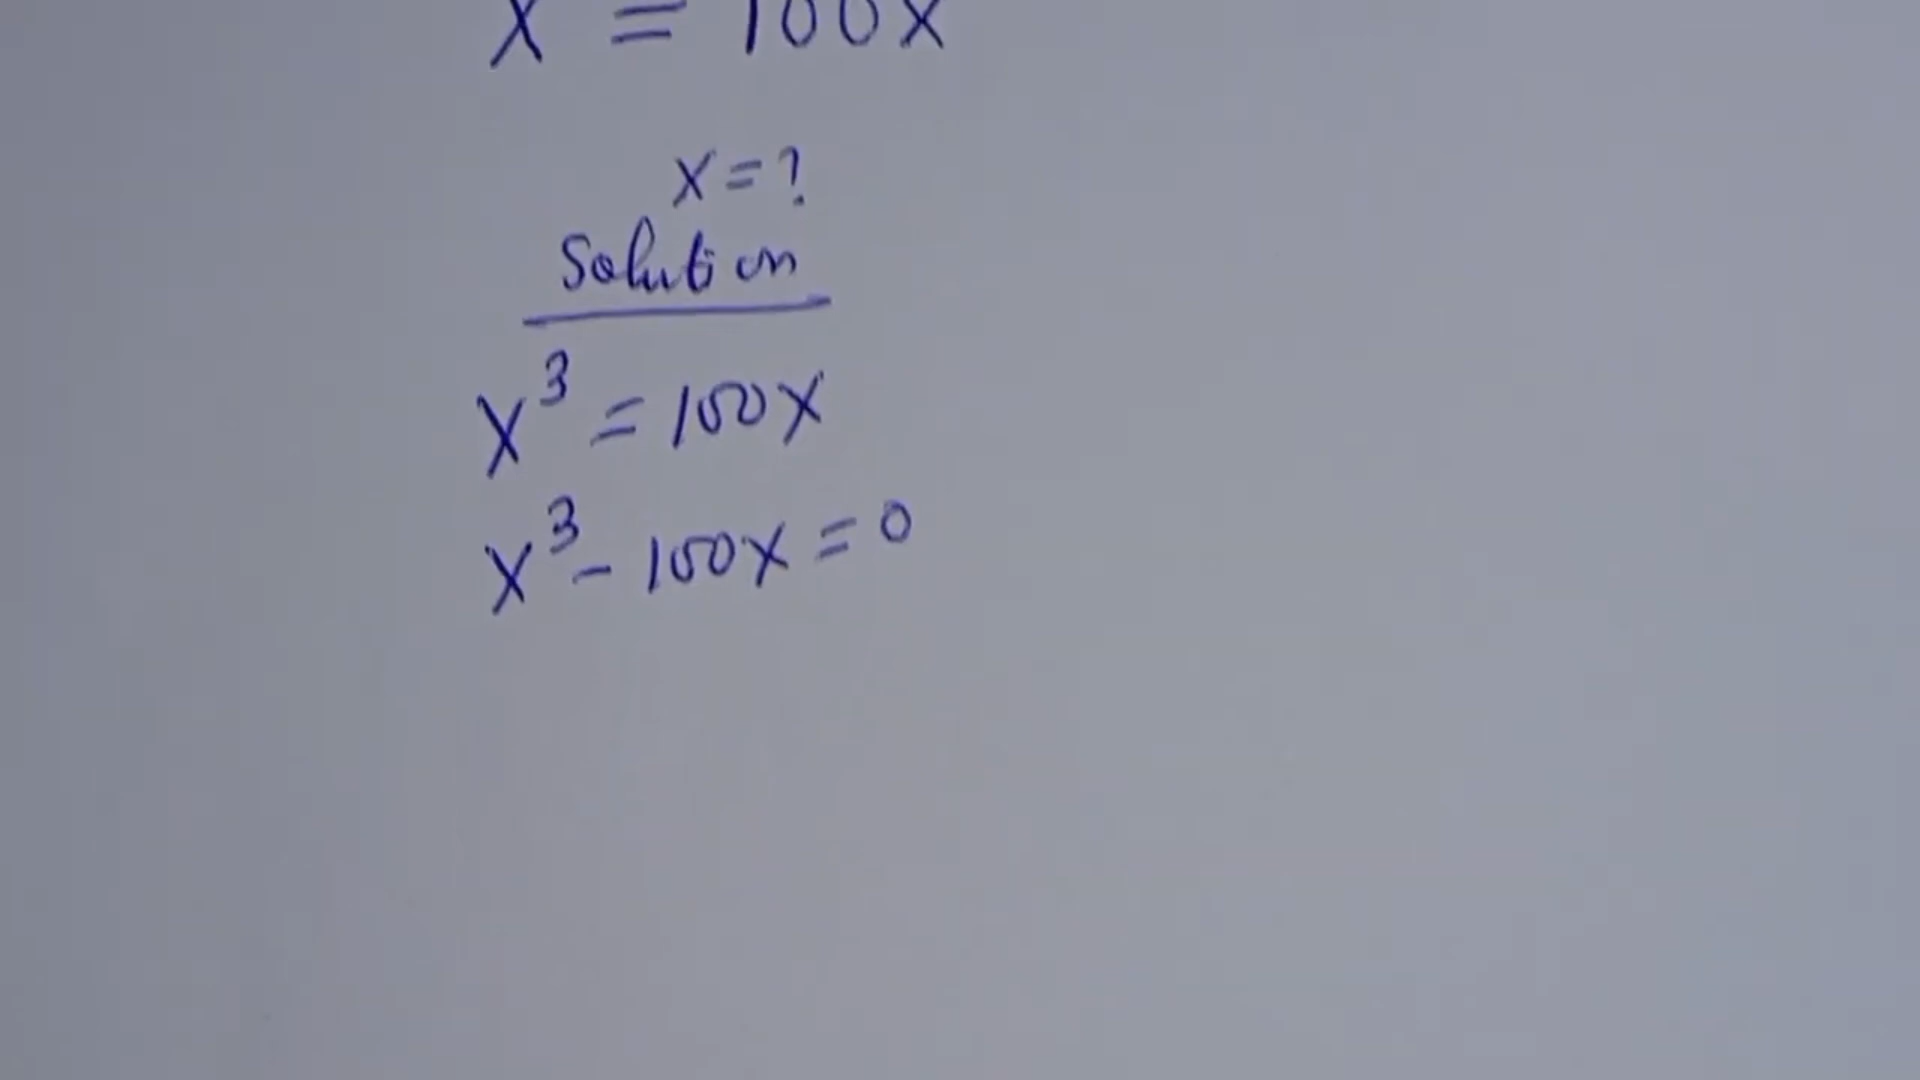 x = 100x
x = ?
Solution
x³ = 100x
x³ - 100x = 0